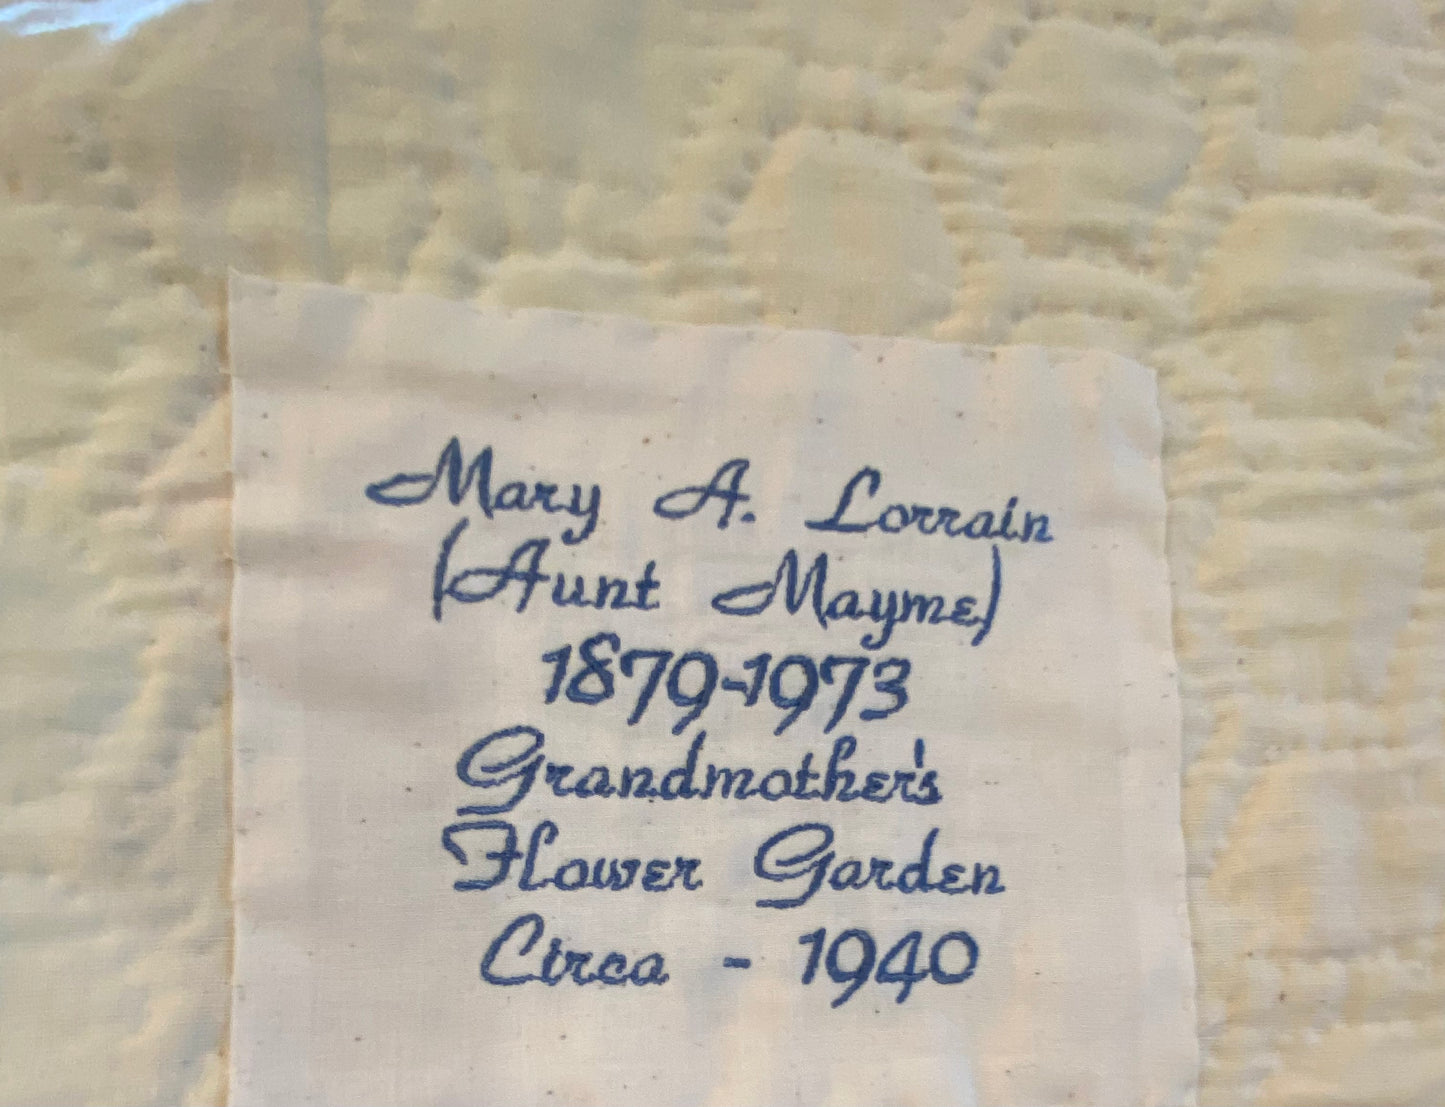 Mary A. Lorrain
(Aunt Mayme)
1879-1973
Grandmother's
Flower Garden
Circa - 1940